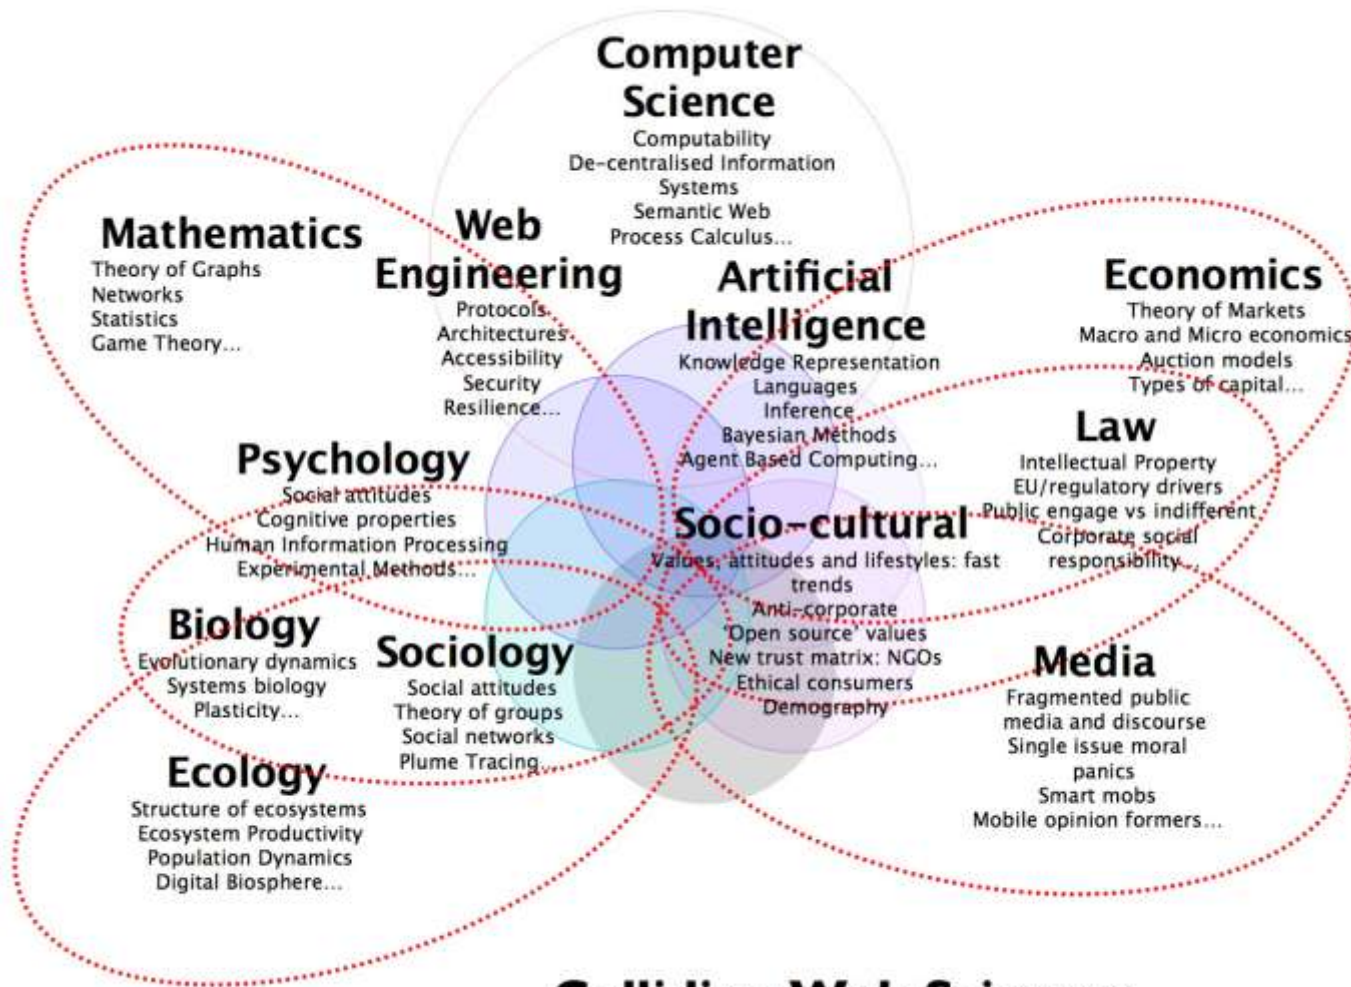 Computer
Science
Computability
De-centralised Information
Systems
Semantic Web
Process Calculus...
Mathematics
Theory of Graphs
Networks
Statistics
Game Theory...
Web
Engineering
Protocols
Architectures
Accessibility
Security
Resilience...
Artificial
Intelligence
Knowledge Representation
Languages
Inference
Bayesian Methods
Agent Based Computing...
Economics
Theory of Markets
Macro and Micro economics
Auction models
Types of capital...
Law
Intellectual Property
EU/regulatory drivers
Public engage vs indifferent
Corporate social
responsibility...
Psychology
Social attitudes
Cognitive properties
Human Information Processing
Experimental Methods...
Socio-cultural
Values, attitudes and lifestyles: fast
trends
Anti-corporate
'Open source' values
New trust matrix: NGOs
Ethical consumers
Demography
Biology
Evolutionary dynamics
Systems biology
Plasticity...
Sociology
Social attitudes
Theory of groups
Social networks
Plume Tracing...
Media
Fragmented public
media and discourse
Single issue moral
panics
Smart mobs
Mobile opinion formers...
Ecology
Structure of ecosystems
Ecosystem Productivity
Population Dynamics
Digital Biosphere...
Colliding Web Sciences